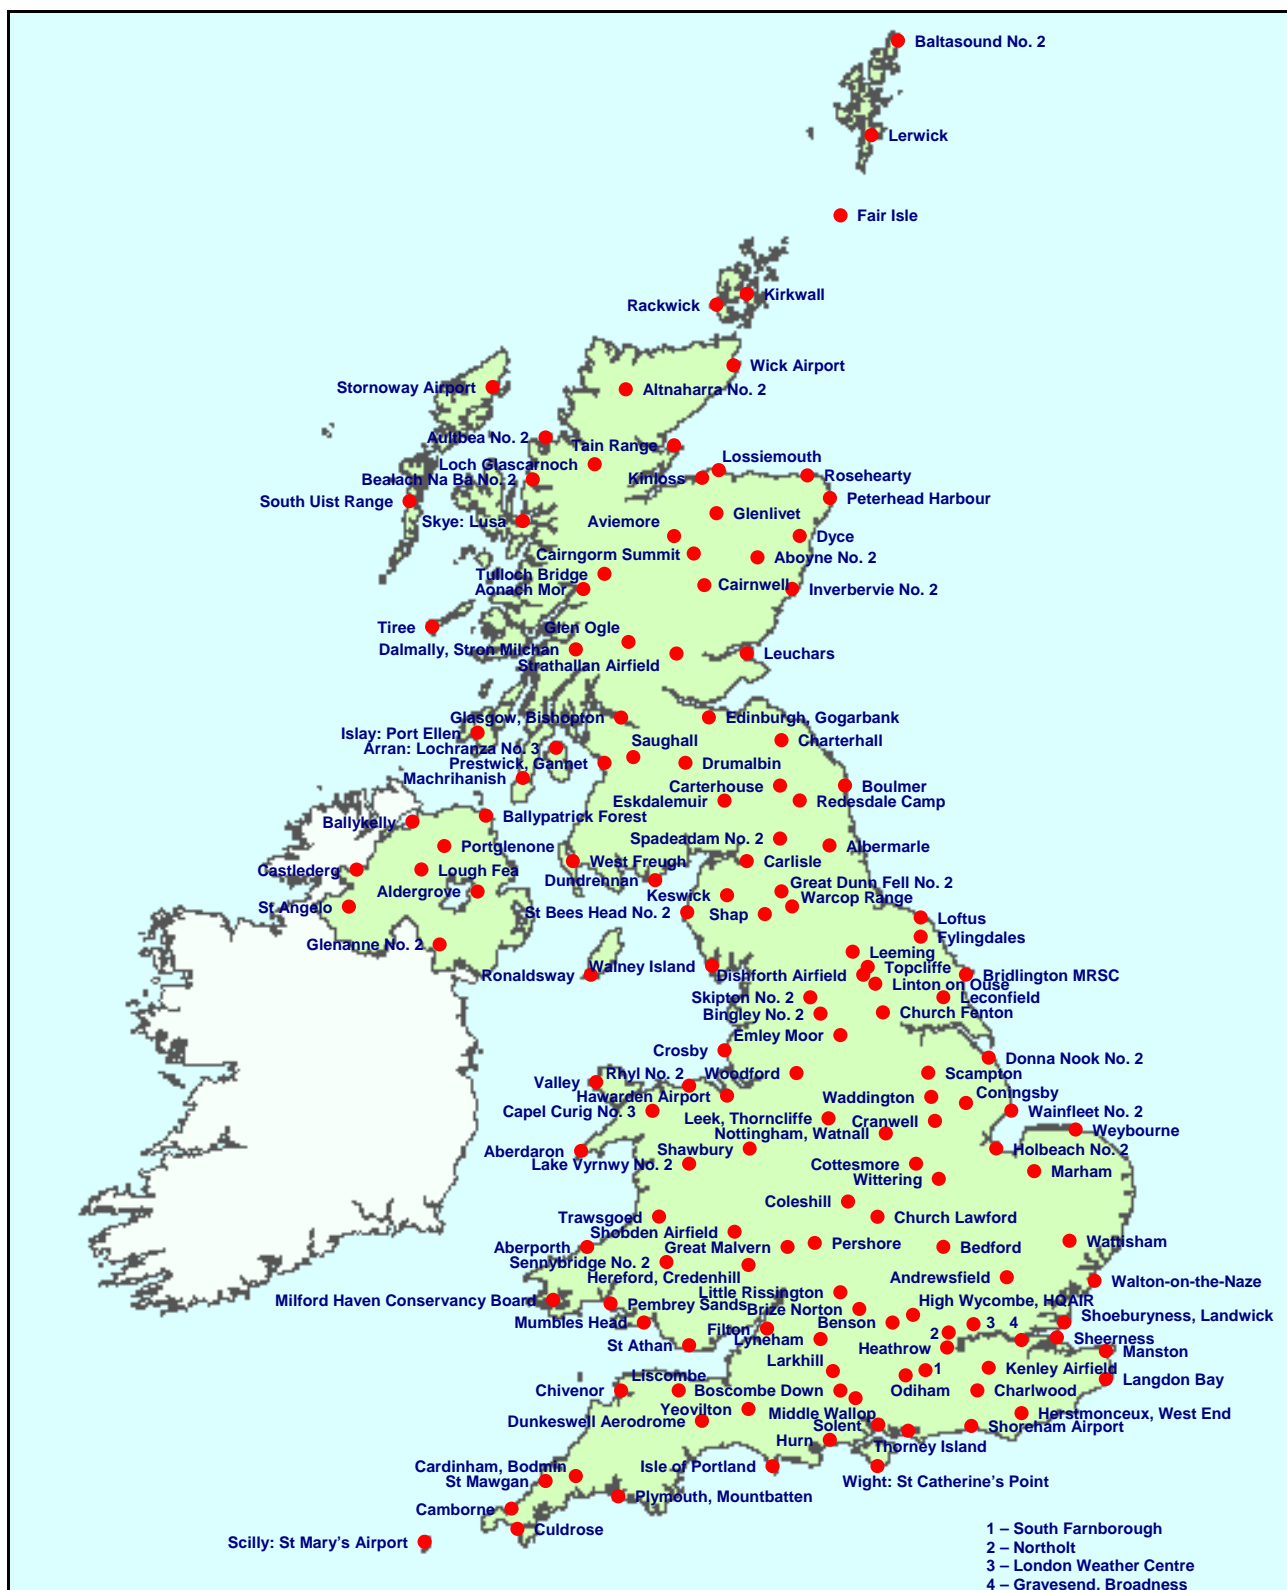 Baltasound No. 2
Lerwick
Fair Isle
Kirkwall
Rackwick
Wick Airport
Stornoway Airport
Altnaharra No. 2
Aultbea No. 2
Tain Range
Loch Glascarnoch
Lossiemouth
Bealach Na Ba No. 2
Kinloss
Rosehearty
South Uist Range
Peterhead Harbour
Skye: Lusa
Glenlivet
Aviemore
Dyce
Cairngorm Summit
Aboyne No. 2
Tulloch Bridge
Aonach Mor
Cairnwell
Inverbervie No. 2
Tiree
Glen Ogle
Dalmally, Stron Milchan
Strathallan Airfield
Leuchars
Glasgow, Bishopton
Edinburgh, Gogarbank
Islay: Port Ellen
Saughall
Charterhall
Arran: Lochranza No. 3
Prestwick, Gannet
Drumalbin
Machrihanish
Carterhouse
Boulmer
Eskdalemuir
Redesdale Camp
Ballykelly
Ballypatrick Forest
Spadeadam No. 2
Portglenone
Albermarle
Castlederg
Lough Fea
West Freugh
Carlisle
Dundrennan
Aldergrove
Keswick
Great Dunn Fell No. 2
St Angelo
St Bees Head No. 2
Shap
Warcop Range
Loftus
Fylingdales
Glenanne No. 2
Leeming
Ronaldsway
Walney Island
Topcliffe
Dishforth Airfield
Bridlington MRSC
Linton on Ouse
Skipton No. 2
Leconfield
Bingley No. 2
Church Fenton
Emley Moor
Crosby
Donna Nook No. 2
Rhyl No. 2
Woodford
Scampton
Valley
Hawarden Airport
Waddington
Coningsby
Capel Curig No. 3
Leek, Thorncliffe
Cranwell
Wainfleet No. 2
Nottingham, Watnall
Weybourne
Aberdaron
Shawbury
Holbeach No. 2
Lake Vyrnwy No. 2
Cottesmore
Marham
Wittering
Coleshill
Trawsgoed
Church Lawford
Shobden Airfield
Aberporth
Great Malvern
Pershore
Bedford
Wattisham
Sennybridge No. 2
Hereford, Credenhill
Andrewsfield
Walton-on-the-Naze
Little Rissington
Milford Haven Conservancy Board
Pembrey Sands
Brize Norton
High Wycombe, HQAIR
Mumbles Head
Benson
Shoeburyness, Landwick
Filton
2
3
4
Lyneham
Sheerness
St Athan
Heathrow
Manston
Larkhill
1
Kenley Airfield
Liscombe
Langdon Bay
Chivenor
Boscombe Down
Odiham
Charlwood
Yeovilton
Middle Wallop
Herstmonceux, West End
Dunkeswell Aerodrome
Solent
Shoreham Airport
Hurn
Thorney Island
Cardinham, Bodmin
Isle of Portland
St Mawgan
Wight: St Catherine's Point
Plymouth, Mountbatten
Camborne
Culdrose
Scilly: St Mary's Airport
1 – South Farnborough
2 – Northolt
3 – London Weather Centre
4 – Gravesend, Broadness